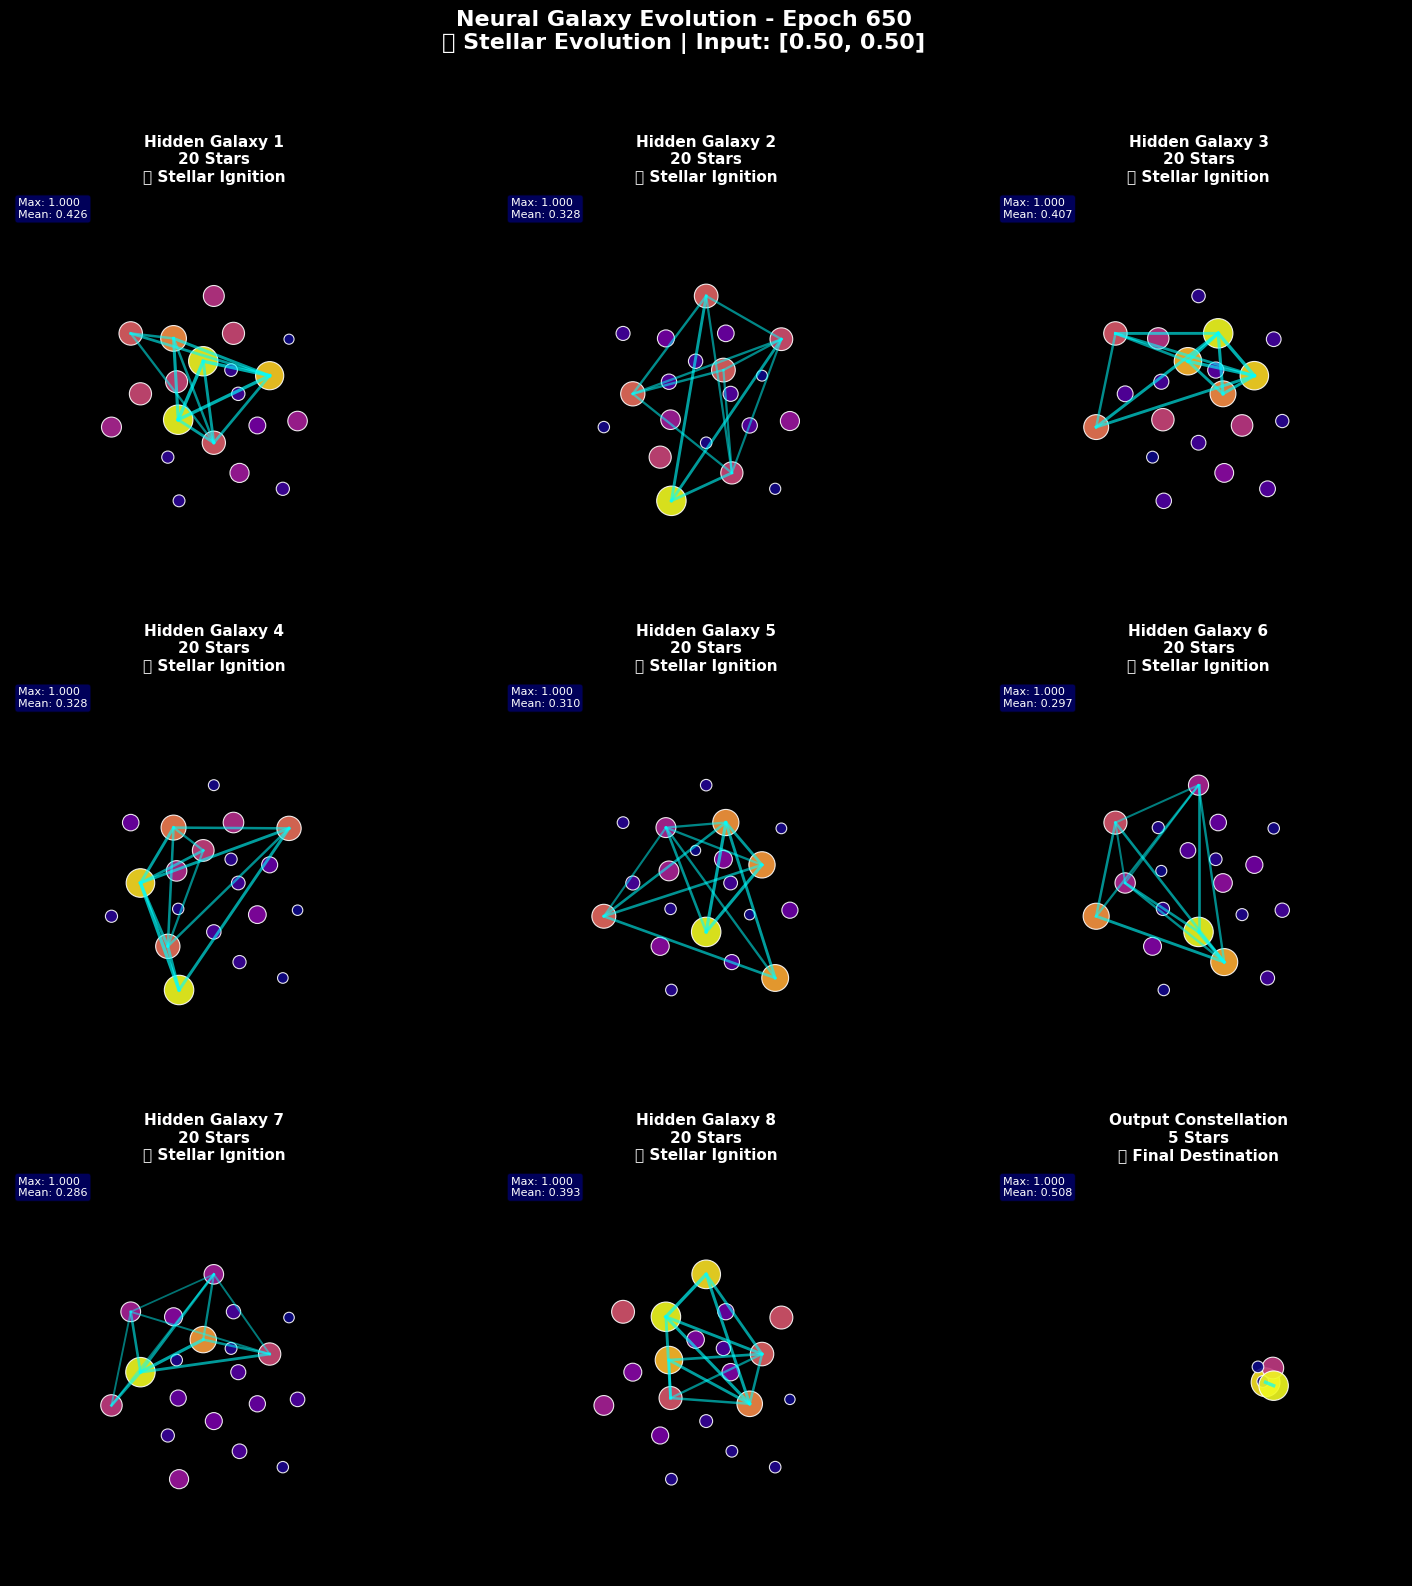 Neural Galaxy Evolution - Epoch 650
▯ Stellar Evolution | Input: [0.50, 0.50]
Hidden Galaxy 1
20 Stars
▯ Stellar Ignition
Max: 1.000
Mean: 0.426
Hidden Galaxy 2
20 Stars
▯ Stellar Ignition
Max: 1.000
Mean: 0.328
Hidden Galaxy 3
20 Stars
▯ Stellar Ignition
Max: 1.000
Mean: 0.407
Hidden Galaxy 4
20 Stars
▯ Stellar Ignition
Max: 1.000
Mean: 0.328
Hidden Galaxy 5
20 Stars
▯ Stellar Ignition
Max: 1.000
Mean: 0.310
Hidden Galaxy 6
20 Stars
▯ Stellar Ignition
Max: 1.000
Mean: 0.297
Hidden Galaxy 7
20 Stars
▯ Stellar Ignition
Max: 1.000
Mean: 0.286
Hidden Galaxy 8
20 Stars
▯ Stellar Ignition
Max: 1.000
Mean: 0.393
Output Constellation
5 Stars
▯ Final Destination
Max: 1.000
Mean: 0.508